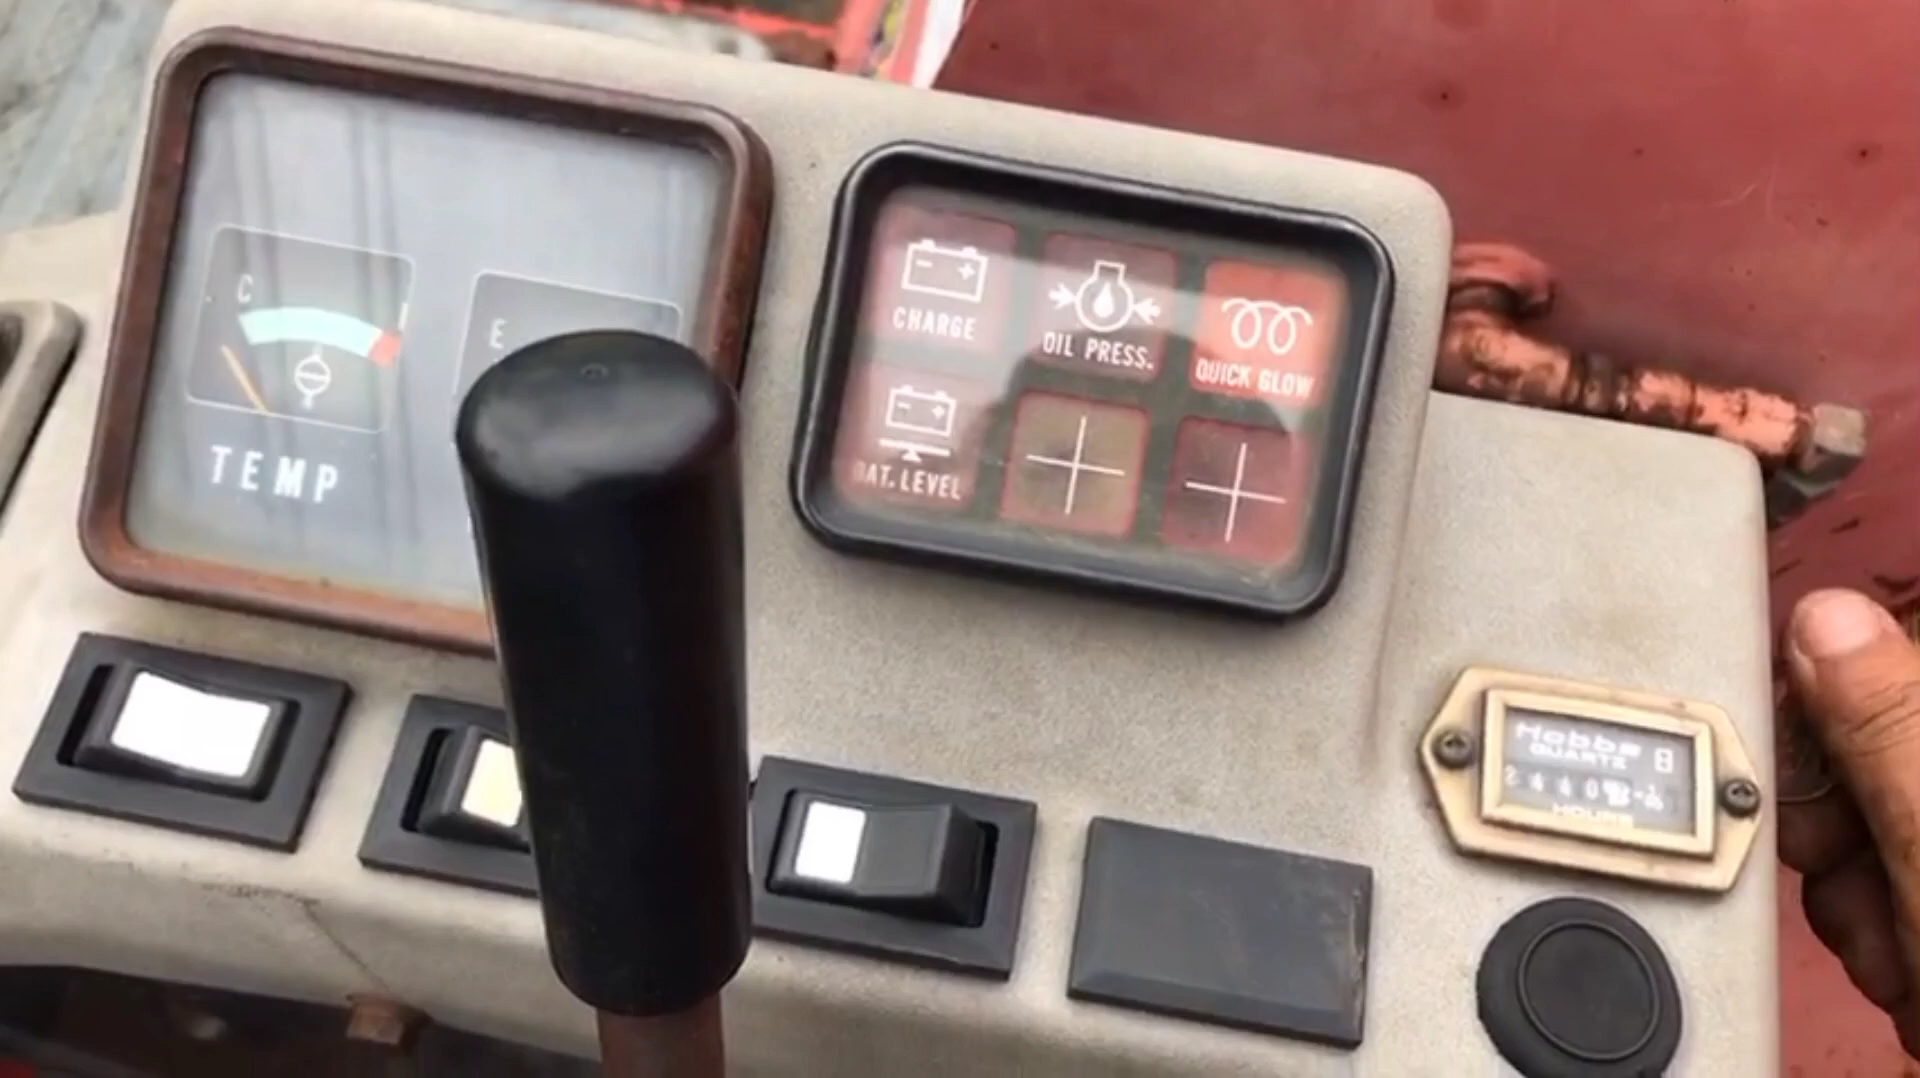 C
TEMP
E
CHARGE
OIL PRESS.
QUICK GLOW
BAT. LEVEL
Hobbs
QUARTZ
HOURS